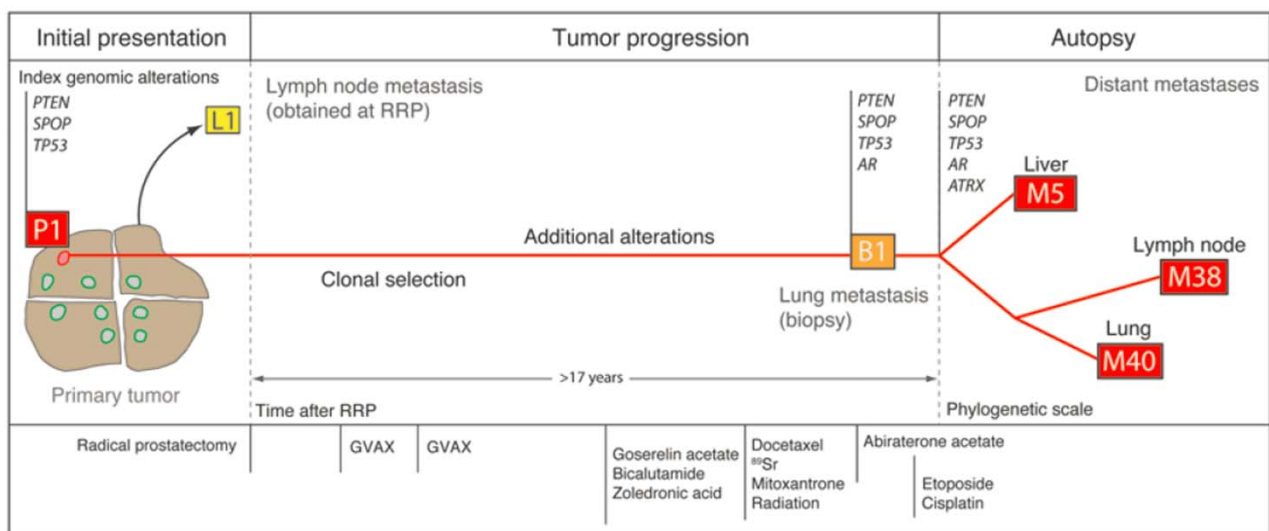 Initial presentation
Tumor progression
Autopsy
Index genomic alterations
PTEN
SPOP
TP53
L1
P1
Primary tumor
Lymph node metastasis
(obtained at RRP)
Additional alterations
Clonal selection
PTEN
SPOP
TP53
AR
B1
Lung metastasis
(biopsy)
>17 years
Time after RRP
Distant metastases
PTEN
SPOP
TP53
AR
ATRX
Liver
M5
Lymph node
M38
Lung
M40
Phylogenetic scale
Radical prostatectomy
GVAX
GVAX
Goserelin acetate
Bicalutamide
Zoledronic acid
Docetaxel
⁸⁹Sr
Mitoxantrone
Radiation
Abiraterone acetate
Etoposide
Cisplatin